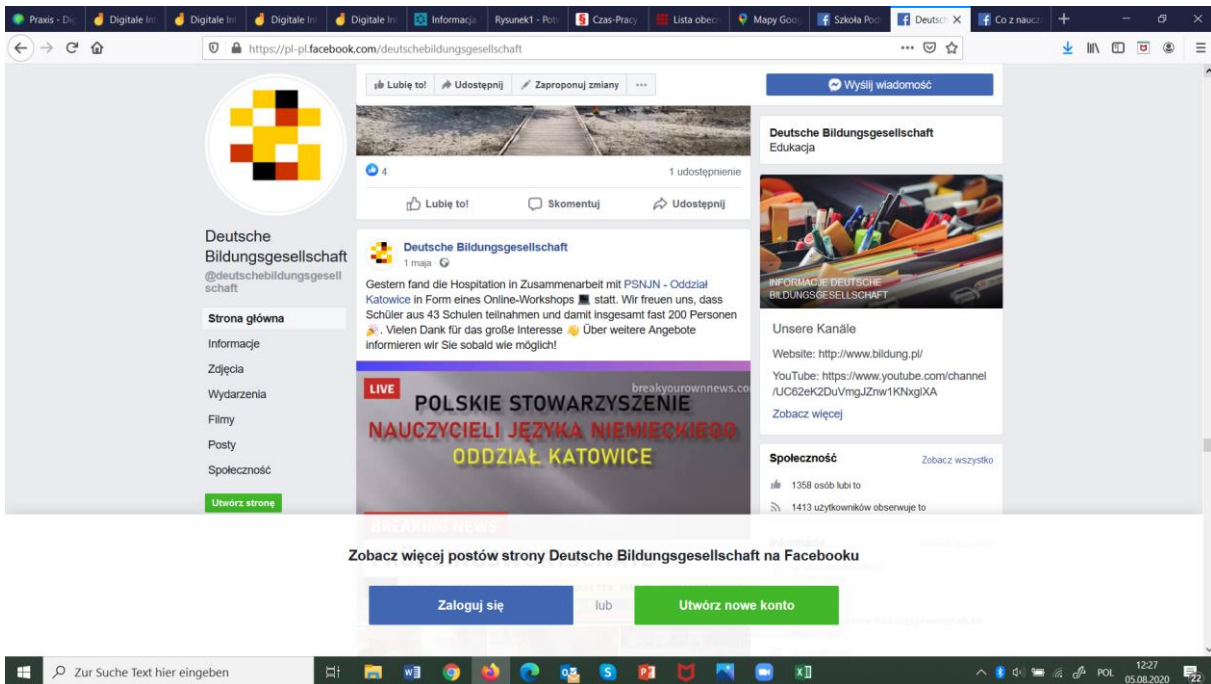 Praxis - Dig
Digitale Int
Digitale Int
Digitale Int
Digitale Int
Informacja
Rysunek1 - Pob
Czas-Pracy
Lista obecn
Mapy Goog
Szkoła Pod
Deutsch
Co z naucz
https://pl-pl.facebook.com/deutschebildungsgesellschaft
Lubię to!
Udostępnij
Zaproponuj zmiany
Wyślij wiadomość
Deutsche
Bildungsgesellschaft
@deutschebildungsgesell
schaft
Strona główna
Informacje
Zdjęcia
Wydarzenia
Filmy
Posty
Społeczność
Utwórz stronę
4
1 udostępnienie
Lubię to!
Skomentuj
Udostępnij
Deutsche Bildungsgesellschaft
1 maja
Gestern fand die Hospitation in Zusammenarbeit mit PSNJN - Oddział
Katowice in Form eines Online-Workshops 💻 statt. Wir freuen uns, dass
Schüler aus 43 Schulen teilnahmen und damit insgesamt fast 200 Personen
🎉. Vielen Dank für das große Interesse 👏 Über weitere Angebote
informieren wir Sie sobald wie möglich!
LIVE
breakyourownnews.co
POLSKIE STOWARZYSZENIE
NAUCZYCIELI JĘZYKA NIEMIECKIEGO
ODDZIAŁ KATOWICE
BREAKING NEWS
Deutsche Bildungsgesellschaft
Edukacja
INFORMACJE DEUTSCHE
BILDUNGSGESELLSCHAFT
Unsere Kanäle
Website: http://www.bildung.pl/
YouTube: https://www.youtube.com/channel
/UC62eK2DuVmgJZnw1KNxgIXA
Zobacz więcej
Społeczność
Zobacz wszystko
1358 osób lubi to
1413 użytkowników obserwuje to
Zobacz więcej postów strony Deutsche Bildungsgesellschaft na Facebooku
Zaloguj się
lub
Utwórz nowe konto
Zur Suche Text hier eingeben
POL
12:27
05.08.2020
22